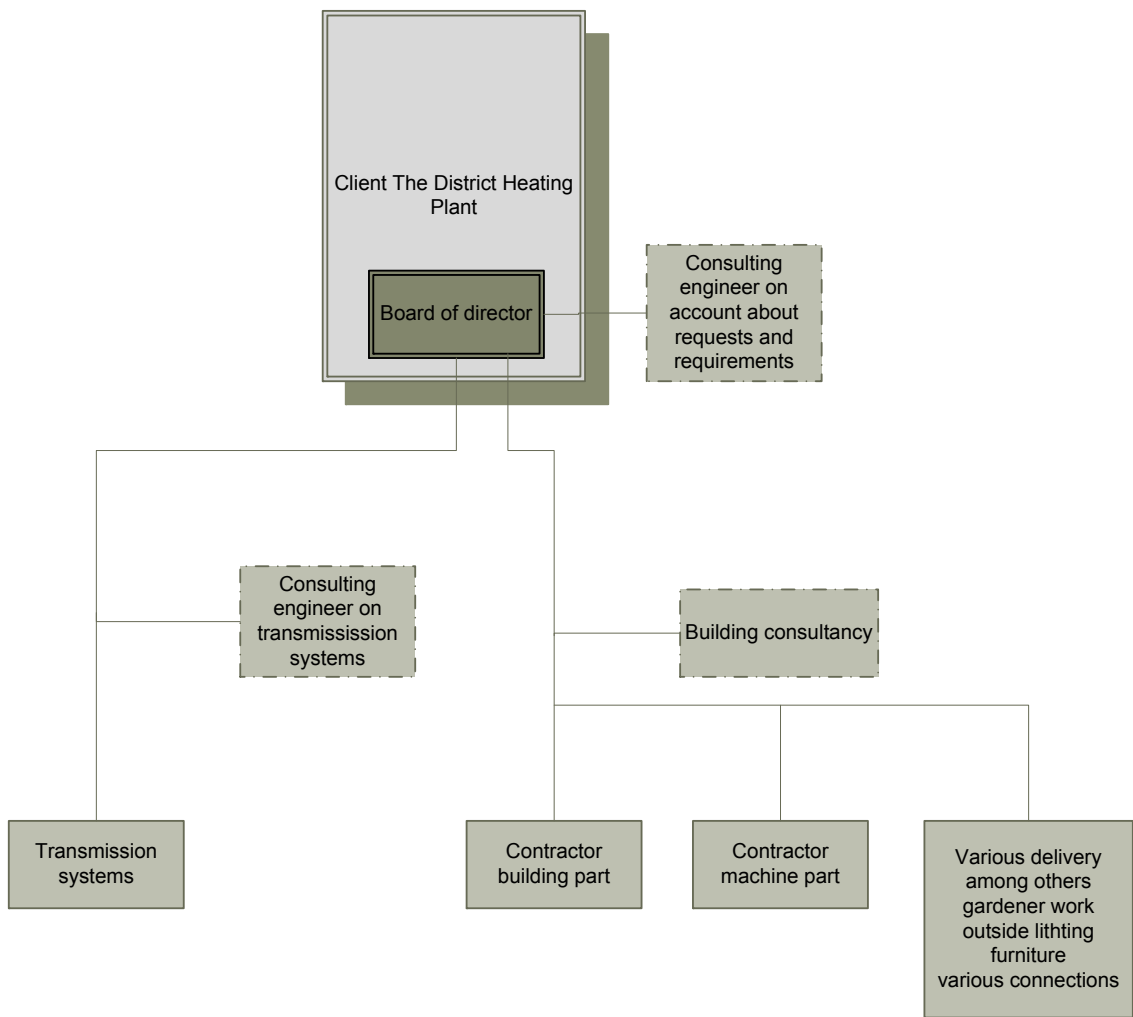 Client The District Heating
Plant
Board of director
Consulting
engineer on
account about
requests and
requirements
Consulting
engineer on
transmissission
systems
Building consultancy
Transmission
systems
Contractor
building part
Contractor
machine part
Various delivery
among others
gardener work
outside lithting
furniture
various connections